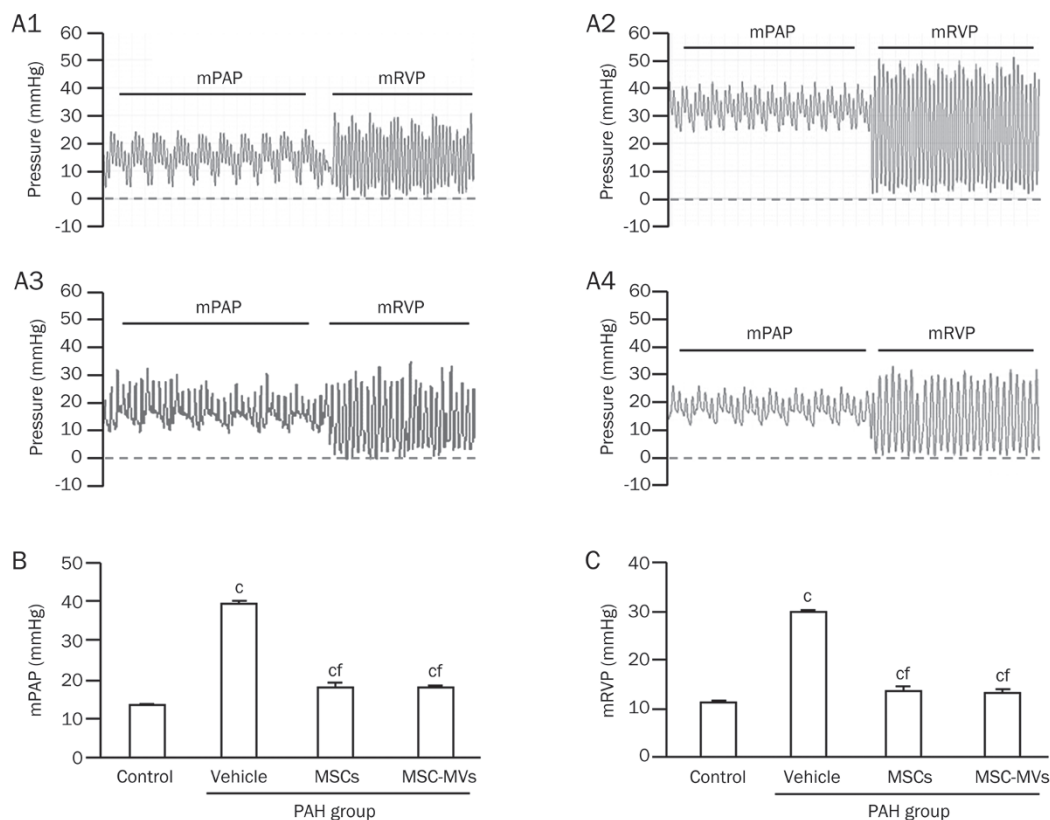 A1
60
50
40
30
20
10
0
-10
Pressure (mmHg)
mPAP
mRVP
A2
60
50
40
30
20
10
0
-10
Pressure (mmHg)
mPAP
mRVP
A3
60
50
40
30
20
10
0
-10
Pressure (mmHg)
mPAP
mRVP
A4
60
50
40
30
20
10
0
-10
Pressure (mmHg)
mPAP
mRVP
B
50
40
30
20
10
0
mPAP (mmHg)
c
cf
cf
Control Vehicle MSCs MSC-MVs
PAH group
C
40
30
20
10
0
mRVP (mmHg)
c
cf
cf
Control Vehicle MSCs MSC-MVs
PAH group